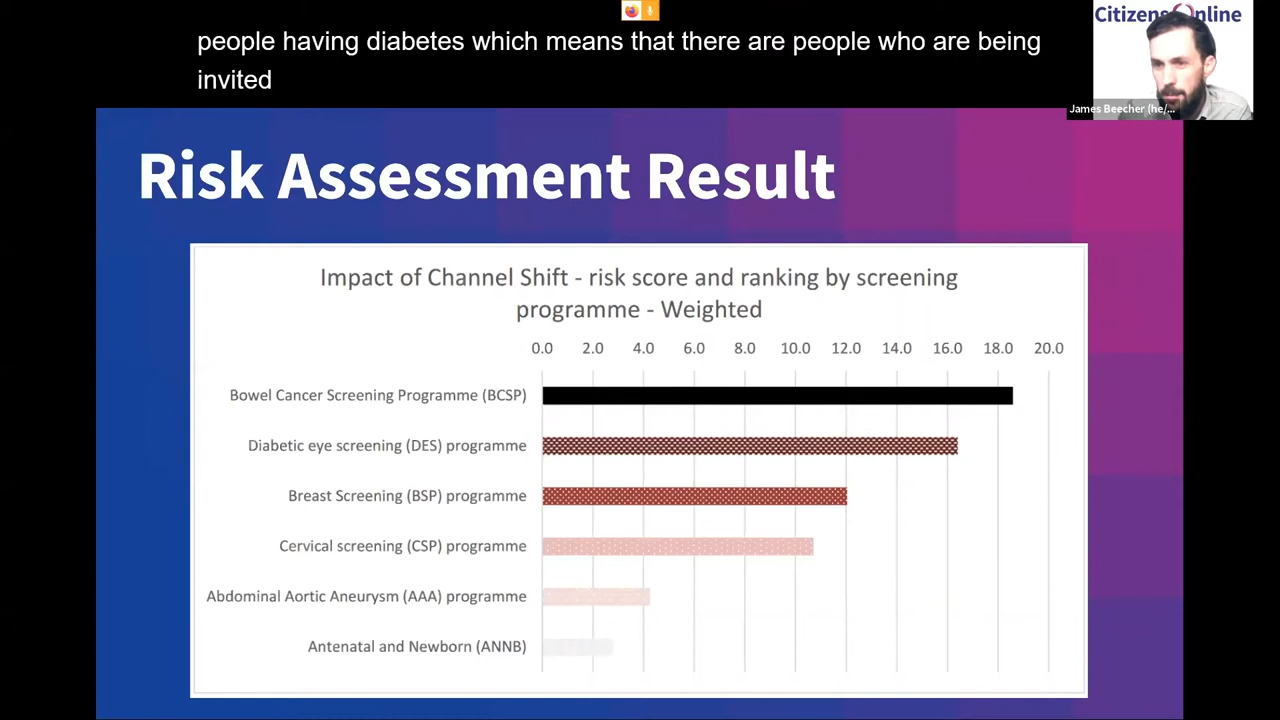 people having diabetes which means that there are people who are being
invited
Citizens Online
James Beecher (he/...
Risk Assessment Result
Impact of Channel Shift - risk score and ranking by screening
programme - Weighted
0.0 2.0 4.0 6.0 8.0 10.0 12.0 14.0 16.0 18.0 20.0
Bowel Cancer Screening Programme (BCSP)
Diabetic eye screening (DES) programme
Breast Screening (BSP) programme
Cervical screening (CSP) programme
Abdominal Aortic Aneurysm (AAA) programme
Antenatal and Newborn (ANNB)